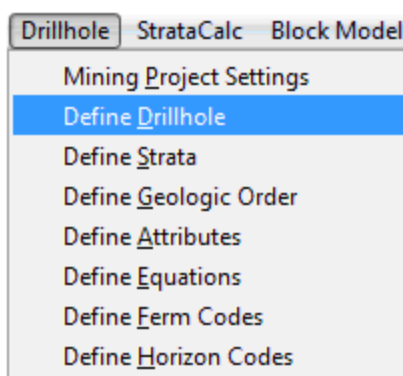 Drillhole StrataCalc Block Model
Mining Project Settings
Define Drillhole
Define Strata
Define Geologic Order
Define Attributes
Define Equations
Define Ferm Codes
Define Horizon Codes